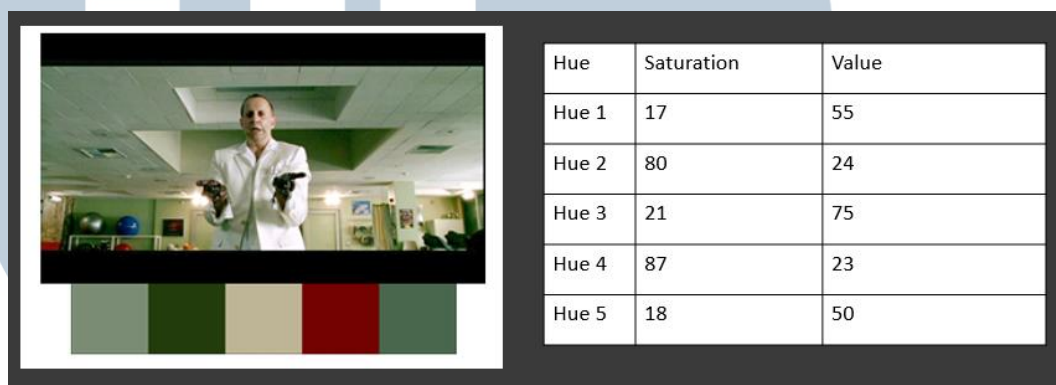 Hue Saturation Value
Hue 1 17 55
Hue 2 80 24
Hue 3 21 75
Hue 4 87 23
Hue 5 18 50